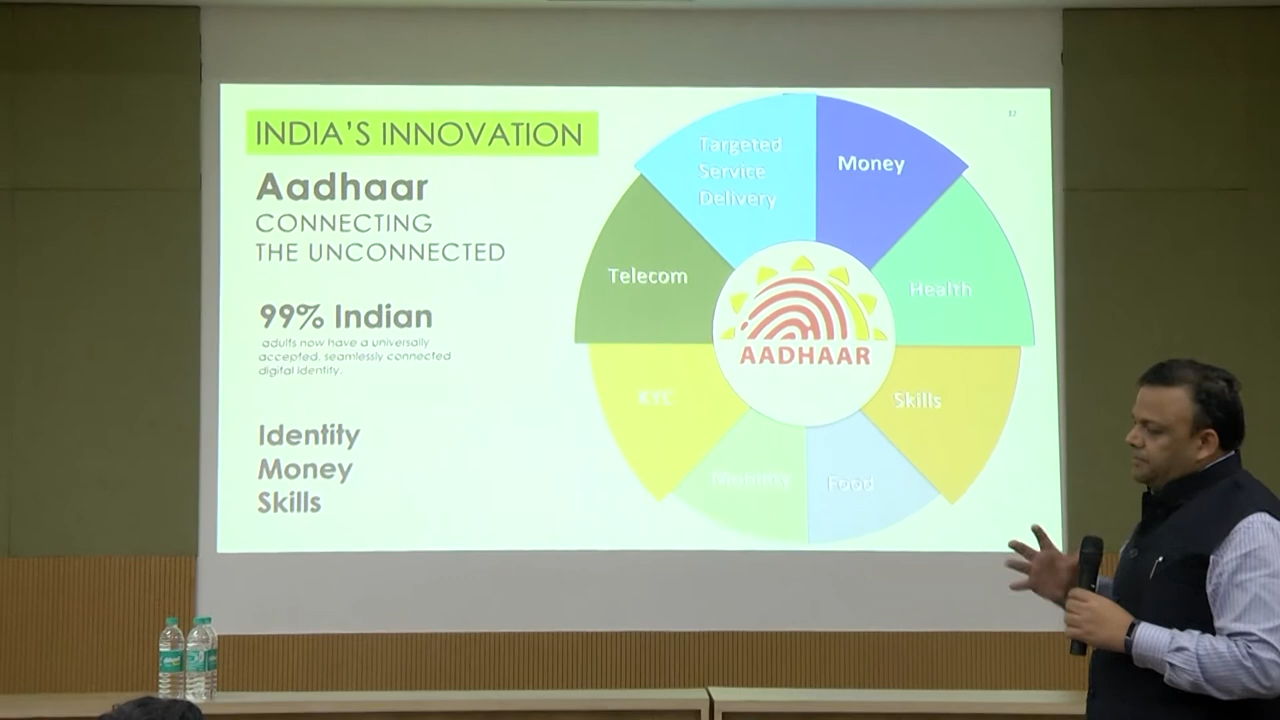 INDIA'S INNOVATION
Aadhaar
CONNECTING
THE UNCONNECTED
99% Indian
adults now have a universally
accepted, seamlessly connected
digital identity.
Identity
Money
Skills
Targeted
Service
Delivery
Money
Health
Skills
Food
KYC
Telecom
AADHAAR